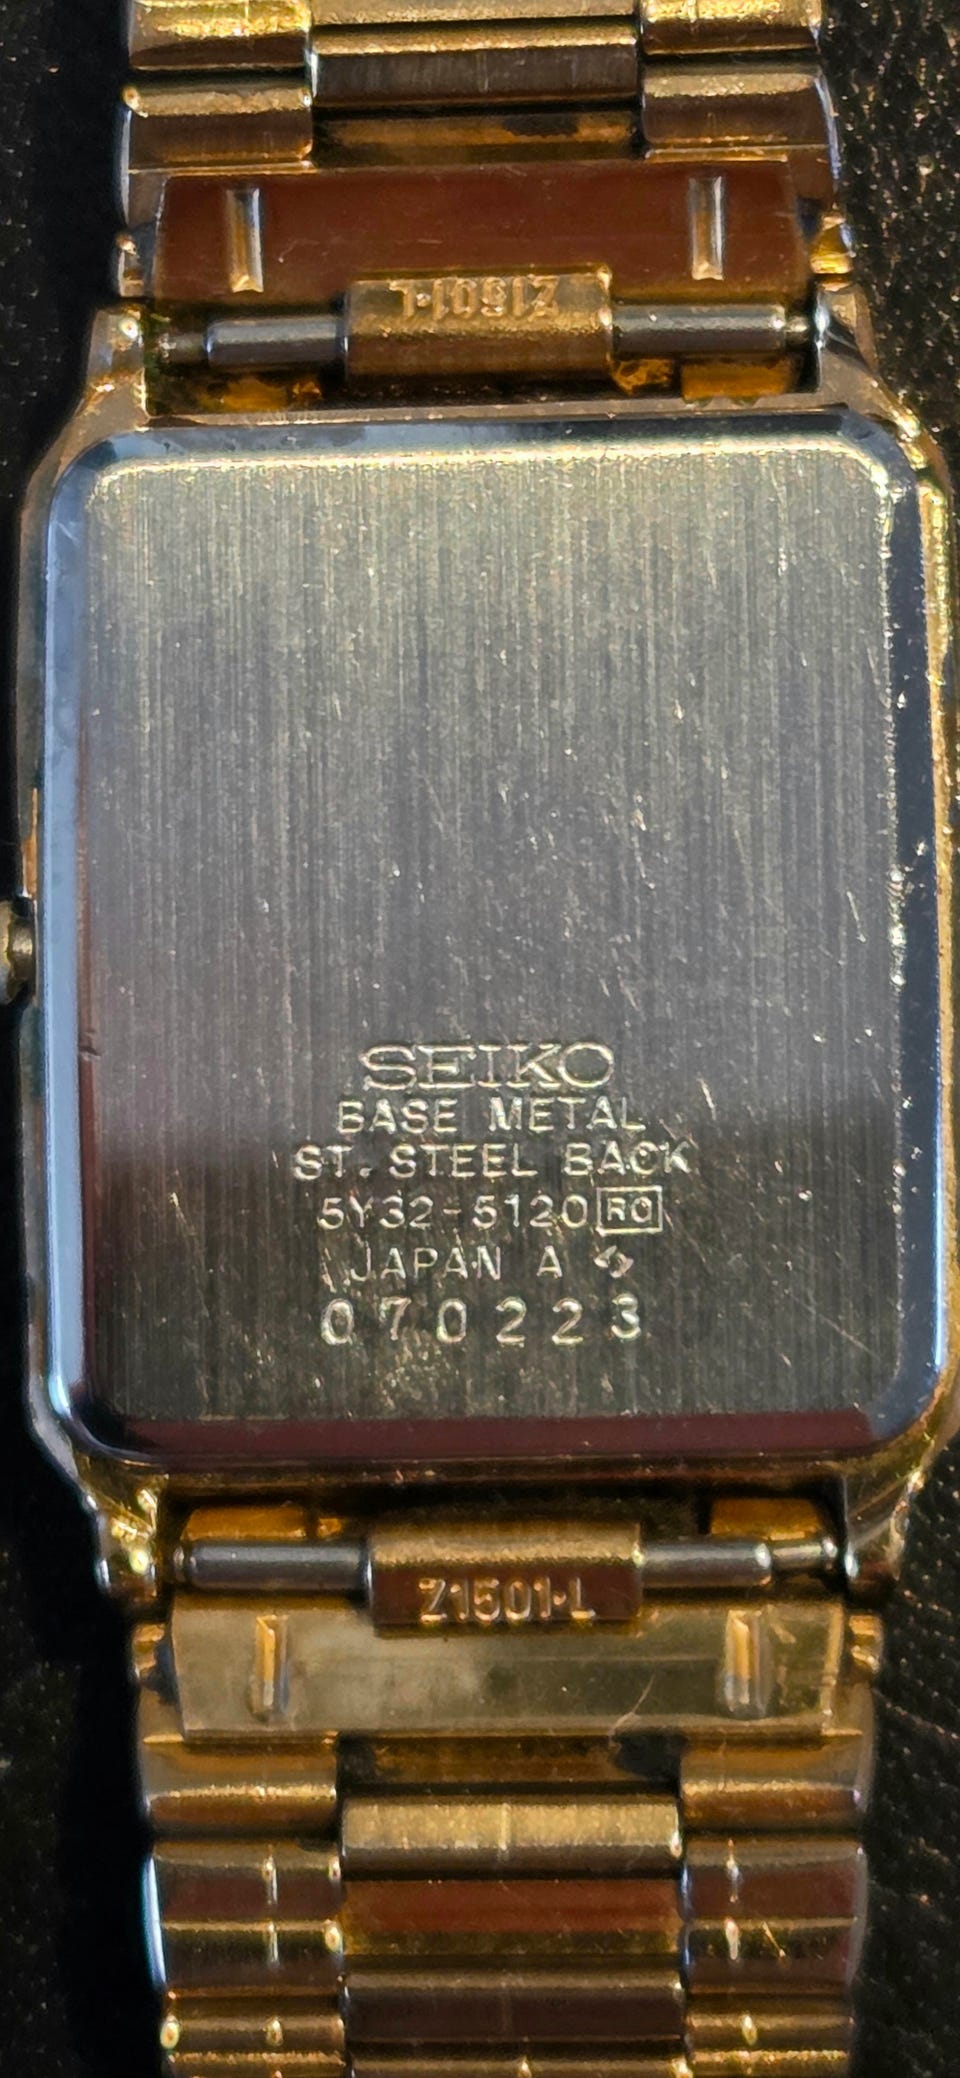 Z1501·L
SEIKO
BASE METAL
ST. STEEL BACK
5Y32-5120 RO
JAPAN A
070223
Z1501·L